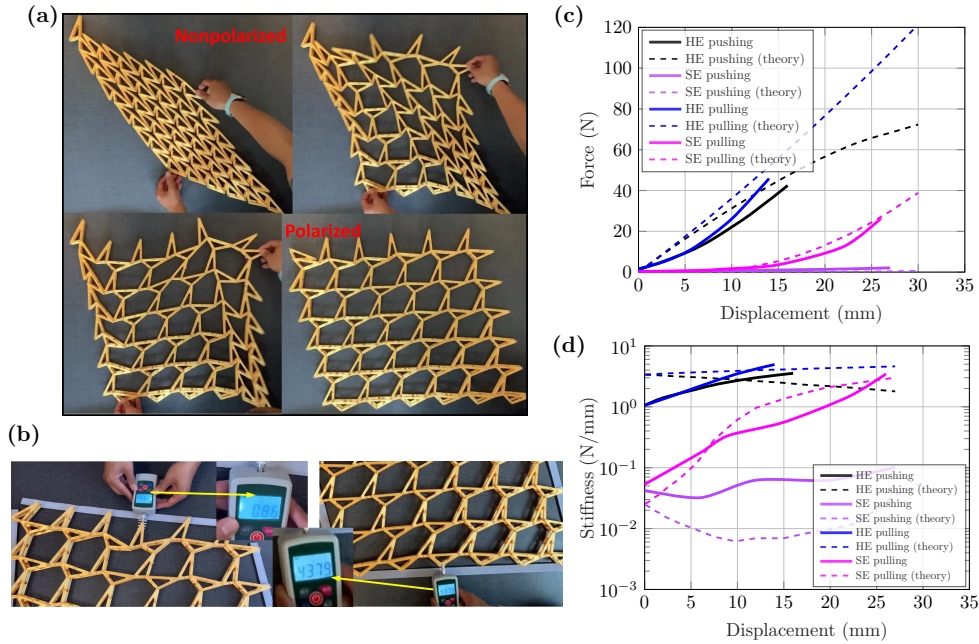 (a)
Nonpolarized
Polarized
(b)
0.86
43.79
(c)
Force (N)
120
100
80
60
40
20
0
HE pushing
HE pushing (theory)
SE pushing
SE pushing (theory)
HE pulling
HE pulling (theory)
SE pulling
SE pulling (theory)
0 5 10 15 20 25 30 35
Displacement (mm)
(d)
Stiffness (N/mm)
10^1
10^0
10^−1
10^−2
10^−3
HE pushing
HE pushing (theory)
SE pushing
SE pushing (theory)
HE pulling
HE pulling (theory)
SE pulling
SE pulling (theory)
0 5 10 15 20 25 30 35
Displacement (mm)